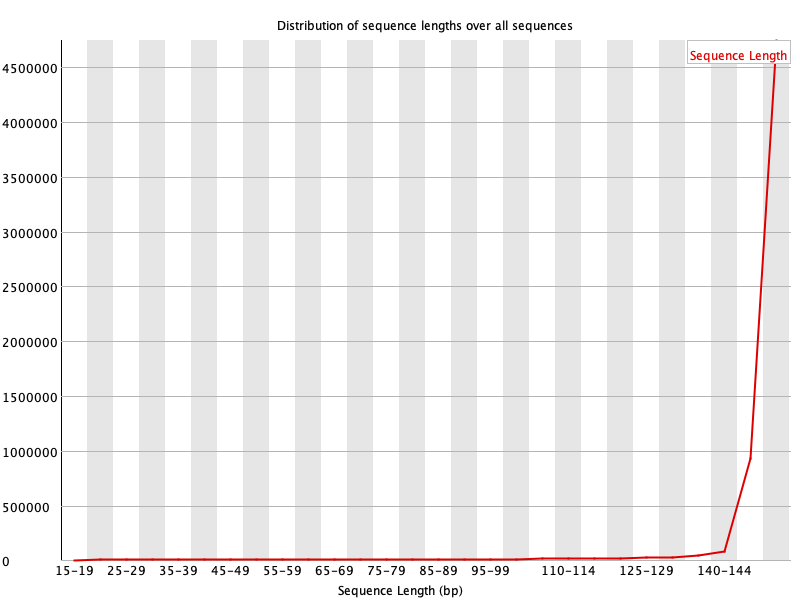 Distribution of sequence lengths over all sequences
Sequence Length
4500000
4000000
3500000
3000000
2500000
2000000
1500000
1000000
500000
0
15-19 25-29 35-39 45-49 55-59 65-69 75-79 85-89 95-99 110-114 125-129 140-144
Sequence Length (bp)